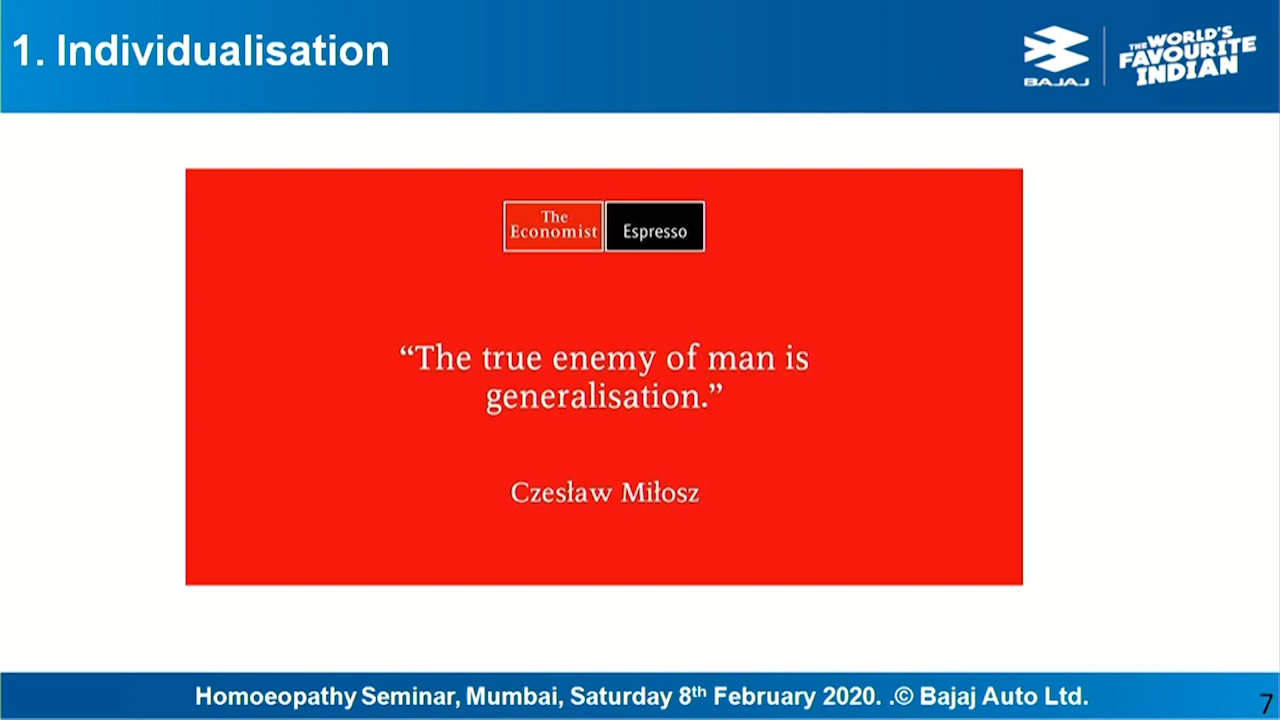 1. Individualisation
BAJAJ
THE WORLD'S
FAVOURITE
INDIAN
The
Economist
Espresso
“The true enemy of man is
generalisation.”
Czesław Miłosz
Homoeopathy Seminar, Mumbai, Saturday 8th February 2020. .© Bajaj Auto Ltd.
7